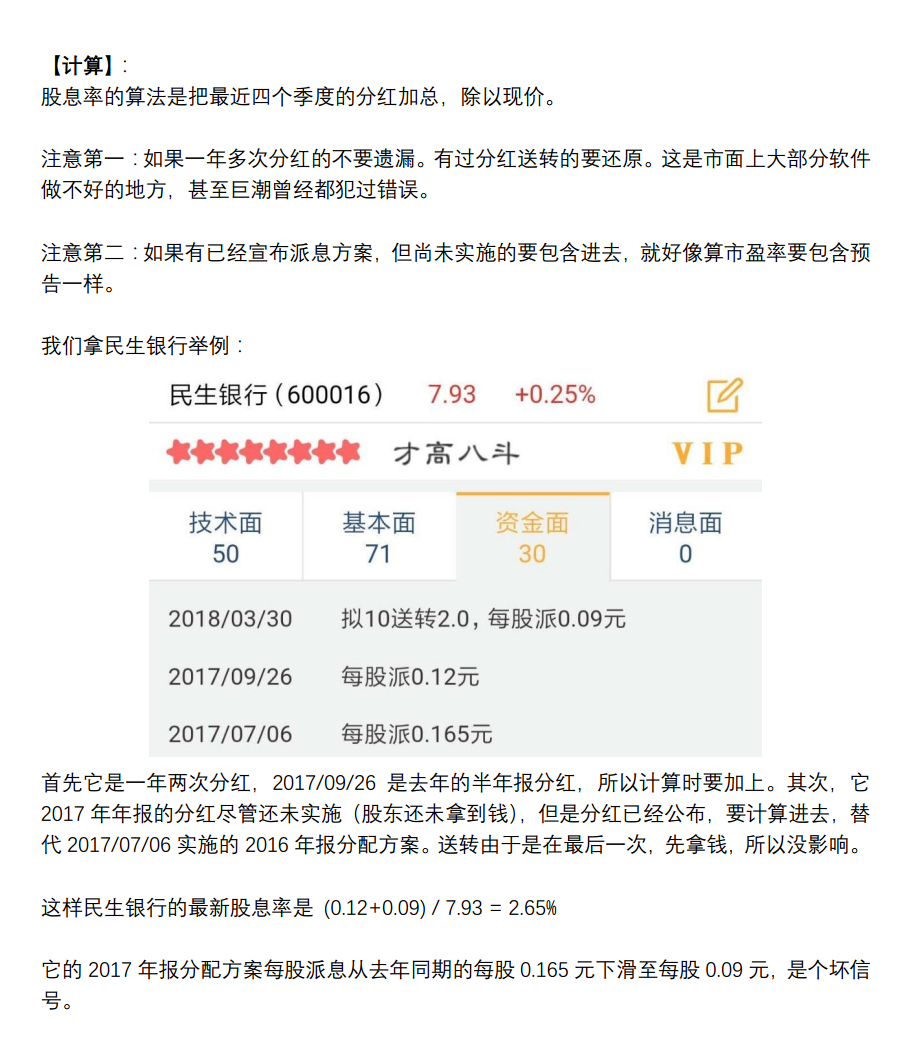 【计算】:
股息率的算法是把最近四个季度的分红加总，除以现价。
注意第一：如果一年多次分红的不要遗漏。有过分红送转的要还原。这是市面上大部分软件
做不好的地方，甚至巨潮曾经都犯过错误。
注意第二：如果有已经宣布派息方案，但尚未实施的要包含进去，就好像算市盈率要包含预
告一样。
我们拿民生银行举例：
民生银行(600016) 7.93 +0.25%
才高八斗 VIP
技术面 基本面 资金面 消息面
50 71 30 0
2018/03/30 拟10送转2.0, 每股派0.09元
2017/09/26 每股派0.12元
2017/07/06 每股派0.165元
首先它是一年两次分红，2017/09/26 是去年的半年报分红，所以计算时要加上。其次，它
2017 年年报的分红尽管还未实施（股东还未拿到钱），但是分红已经公布，要计算进去，替
代 2017/07/06 实施的 2016 年报分配方案。送转由于是在最后一次，先拿钱，所以没影响。
这样民生银行的最新股息率是 (0.12+0.09) / 7.93 = 2.65%
它的 2017 年报分配方案每股派息从去年同期的每股 0.165 元下滑至每股 0.09 元，是个坏信
号。